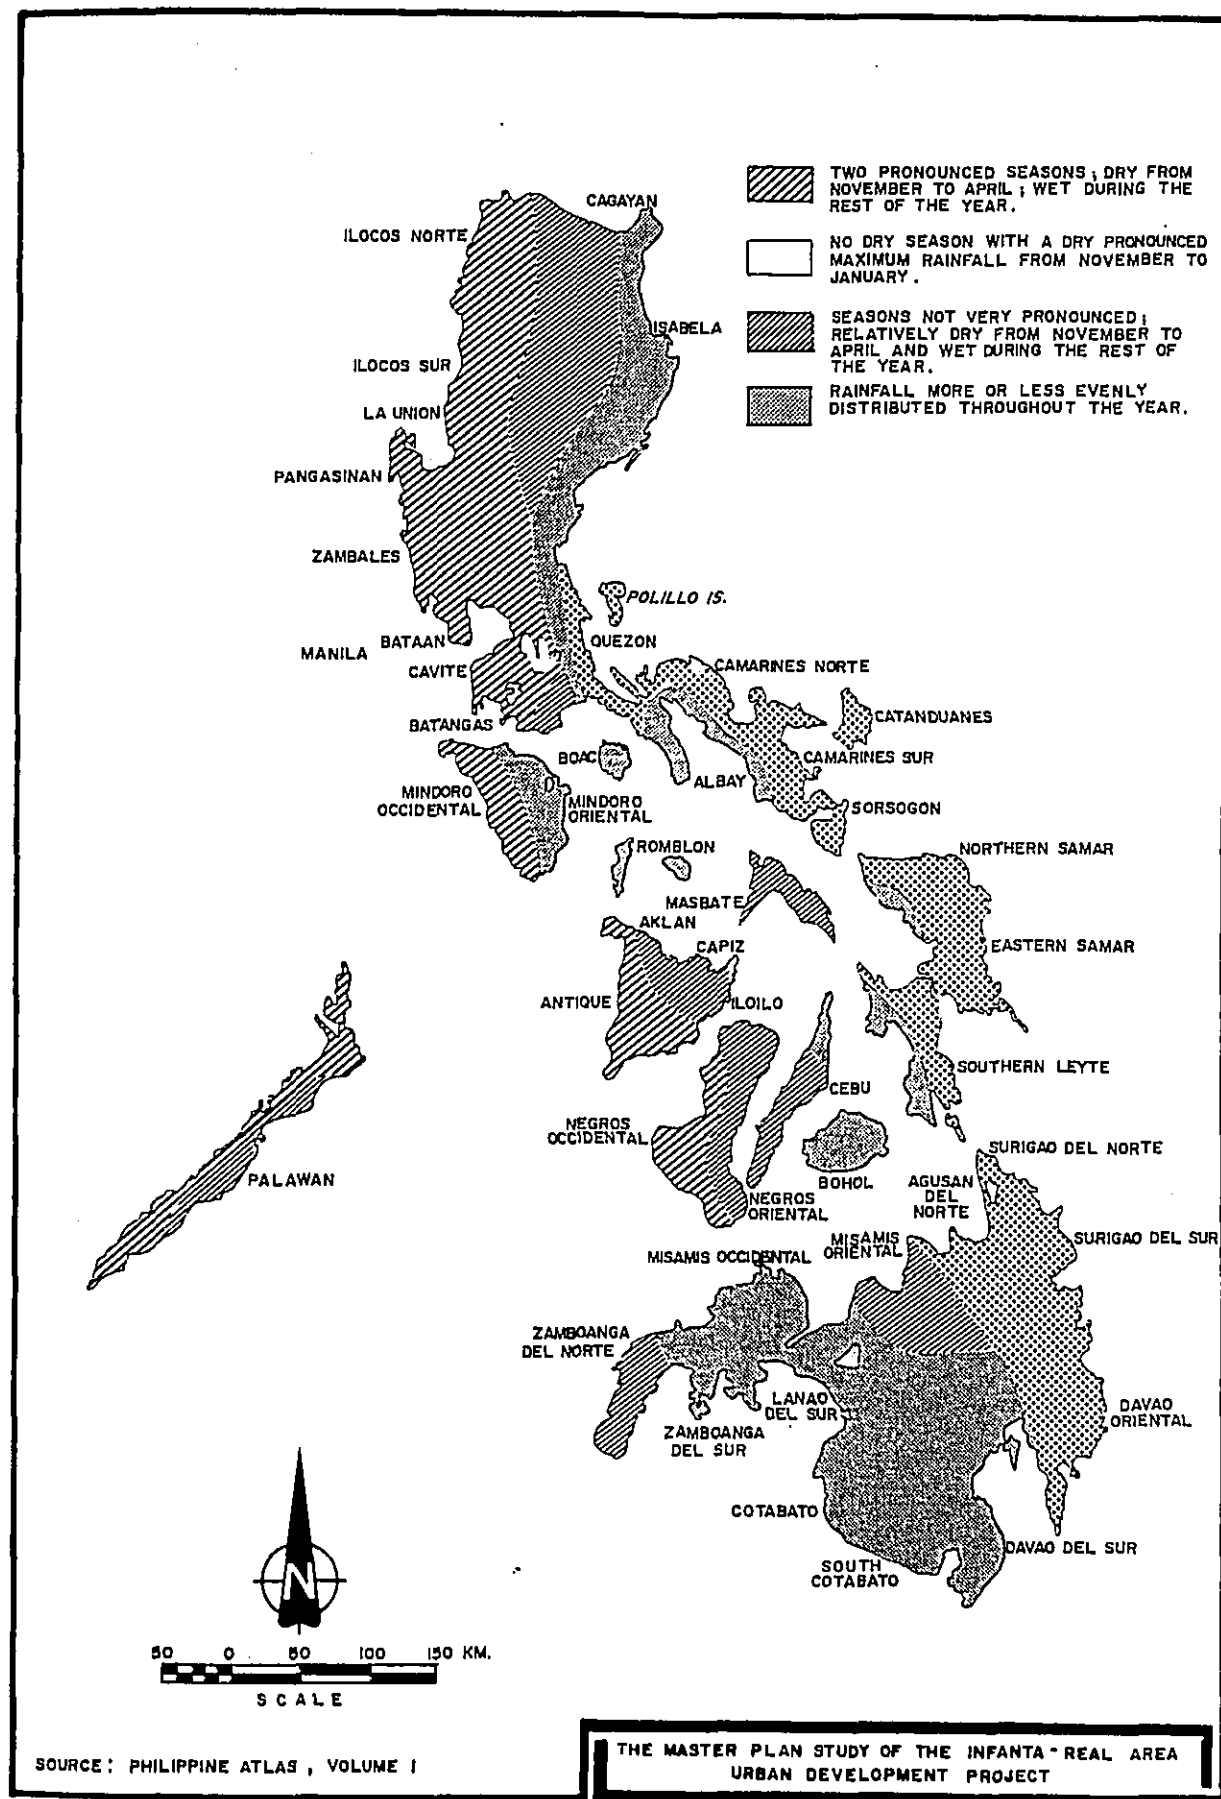 TWO PRONOUNCED SEASONS; DRY FROM
NOVEMBER TO APRIL; WET DURING THE
REST OF THE YEAR.
NO DRY SEASON WITH A DRY PRONOUNCED
MAXIMUM RAINFALL FROM NOVEMBER TO
JANUARY.
SEASONS NOT VERY PRONOUNCED;
RELATIVELY DRY FROM NOVEMBER TO
APRIL AND WET DURING THE REST OF
THE YEAR.
RAINFALL MORE OR LESS EVENLY
DISTRIBUTED THROUGHOUT THE YEAR.
CAGAYAN
ILOCOS NORTE
ISABELA
ILOCOS SUR
LA UNION
PANGASINAN
ZAMBALES
POLILLO IS.
BATAAN
QUEZON
MANILA
CAVITE
CAMARINES NORTE
BATANGAS
CATANDUANES
BOAC
CAMARINES SUR
ALBAY
MINDORO
OCCIDENTAL
MINDORO
ORIENTAL
SORSOGON
ROMBLON
NORTHERN SAMAR
MASBATE
AKLAN
CAPIZ
EASTERN SAMAR
ANTIQUE
ILOILO
SOUTHERN LEYTE
CEBU
NEGROS
OCCIDENTAL
SURIGAO DEL NORTE
PALAWAN
BOHOL
AGUSAN
DEL
NORTE
NEGROS
ORIENTAL
MISAMIS
ORIENTAL
SURIGAO DEL SUR
MISAMIS OCCIDENTAL
ZAMBOANGA
DEL NORTE
LANAO
DEL SUR
DAVAO
ORIENTAL
ZAMBOANGA
DEL SUR
COTABATO
DAVAO DEL SUR
SOUTH
COTABATO
N
50 0 50 100 150 KM.
SCALE
SOURCE: PHILIPPINE ATLAS, VOLUME I
THE MASTER PLAN STUDY OF THE INFANTA-REAL AREA
URBAN DEVELOPMENT PROJECT